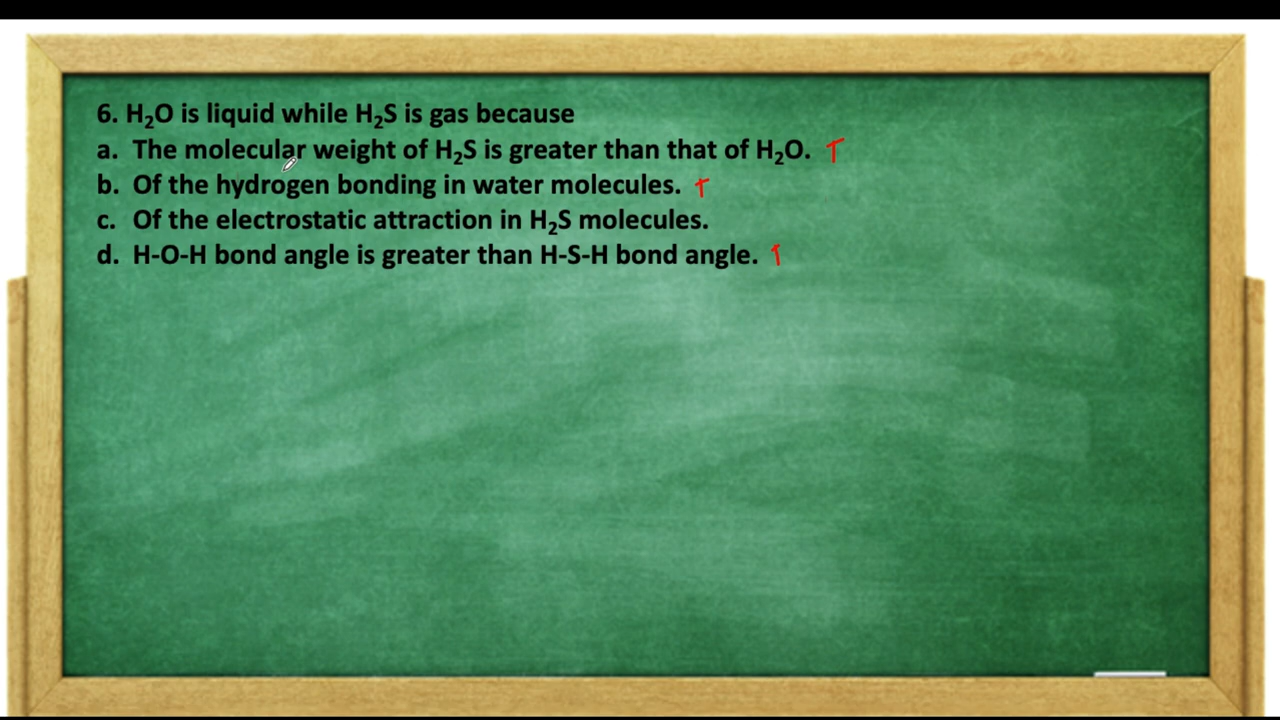 6. H₂O is liquid while H₂S is gas because
a. The molecular weight of H₂S is greater than that of H₂O. T
b. Of the hydrogen bonding in water molecules. T
c. Of the electrostatic attraction in H₂S molecules.
d. H-O-H bond angle is greater than H-S-H bond angle. T